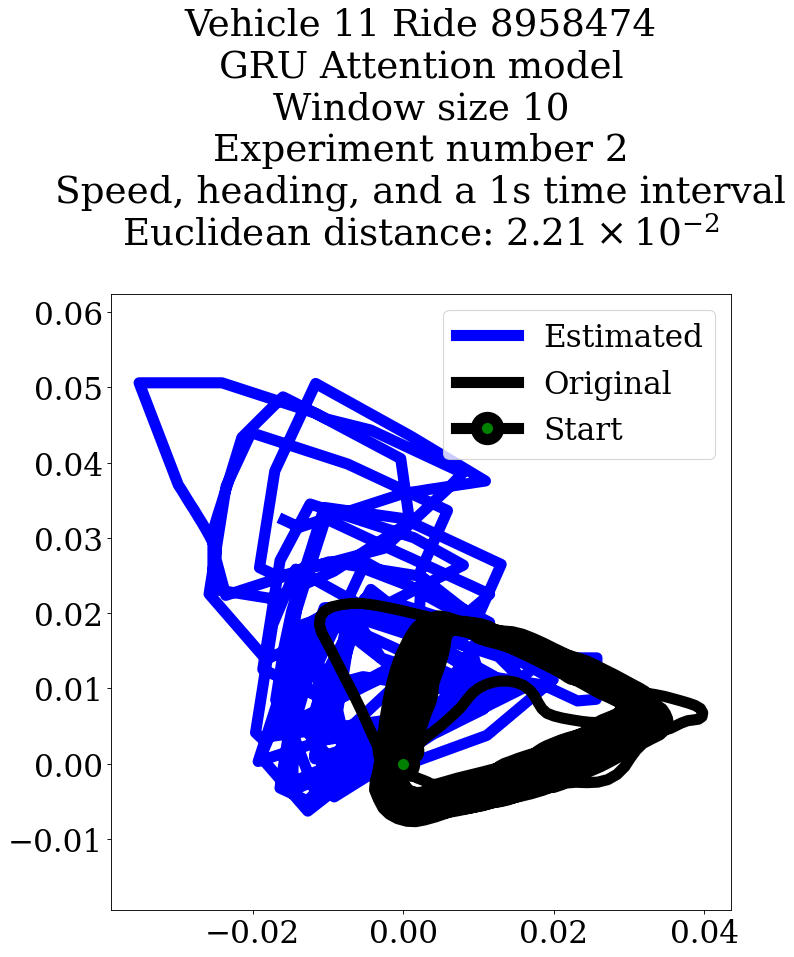 Vehicle 11 Ride 8958474
GRU Attention model
Window size 10
Experiment number 2
Speed, heading, and a 1s time interval
Euclidean distance: 2.21 × 10⁻²
0.06
0.05
0.04
0.03
0.02
0.01
0.00
−0.01
Estimated
Original
Start
−0.02
0.00
0.02
0.04